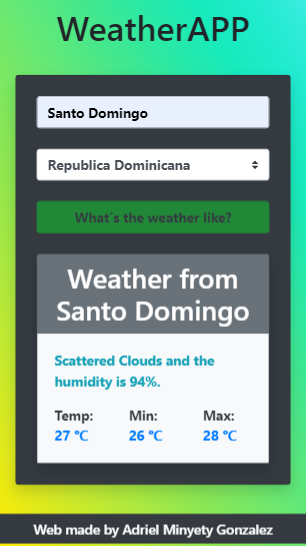 WeatherAPP
Santo Domingo
Republica Dominicana
What´s the weather like?
Weather from
Santo Domingo
Scattered Clouds and the
humidity is 94%.
Temp: Min: Max:
27 °C 26 °C 28 °C
Web made by Adriel Minyety Gonzalez